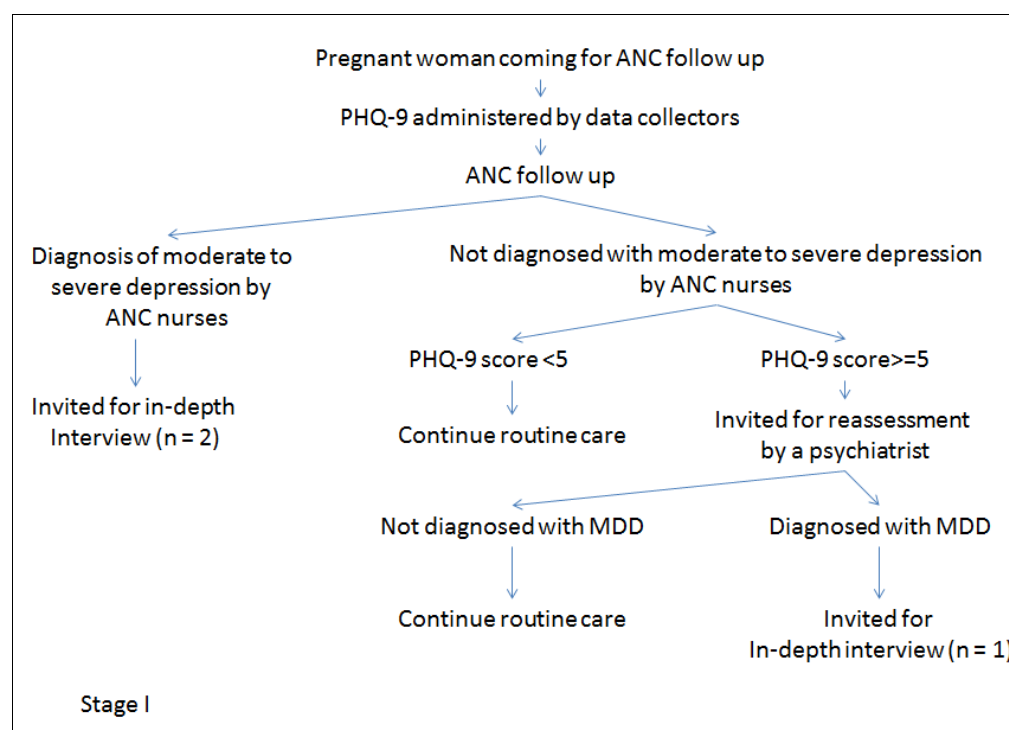 Pregnant woman coming for ANC follow up
PHQ-9 administered by data collectors
ANC follow up
Diagnosis of moderate to
severe depression by
ANC nurses
Not diagnosed with moderate to severe depression
by ANC nurses
PHQ-9 score <5
PHQ-9 score>=5
Invited for in-depth
Interview (n = 2)
Continue routine care
Invited for reassessment
by a psychiatrist
Not diagnosed with MDD
Diagnosed with MDD
Continue routine care
Invited for
In-depth interview (n = 1)
Stage I